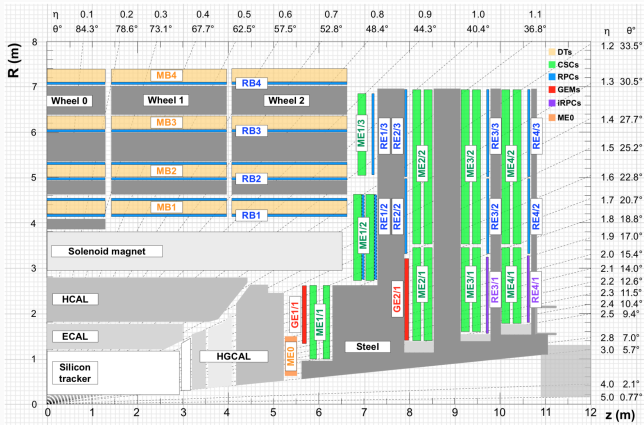 η 0.1 0.2 0.3 0.4 0.5 0.6 0.7 0.8 0.9 1.0 1.1 η θ°
θ° 84.3° 78.6° 73.1° 67.7° 62.5° 57.5° 52.8° 48.4° 44.3° 40.4° 36.8° 1.2 33.5°
R (m)
8
7
6
5
4
3
2
1
0
MB4
RB4
Wheel 0
Wheel 1
Wheel 2
MB3
RB3
MB2
RB2
MB1
RB1
Solenoid magnet
HCAL
ECAL
HGCAL
Silicon
tracker
ME0
GE1/1
ME1/1
ME1/2
ME1/3
RE1/3
RE2/3
RE1/2
RE2/2
GE2/1
ME2/1
ME2/2
ME3/2
RE3/3
RE3/2
ME3/1
RE3/1
ME4/2
RE4/3
RE4/2
ME4/1
RE4/1
Steel
DTs
CSCs
RPCs
GEMs
iRPCs
ME0
1.3 30.5°
1.4 27.7°
1.5 25.2°
1.6 22.8°
1.7 20.7°
1.8 18.8°
1.9 17.0°
2.0 15.4°
2.1 14.0°
2.2 12.6°
2.3 11.5°
2.4 10.4°
2.5 9.4°
2.8 7.0°
3.0 5.7°
4.0 2.1°
5.0 0.77°
0 1 2 3 4 5 6 7 8 9 10 11 12 z (m)